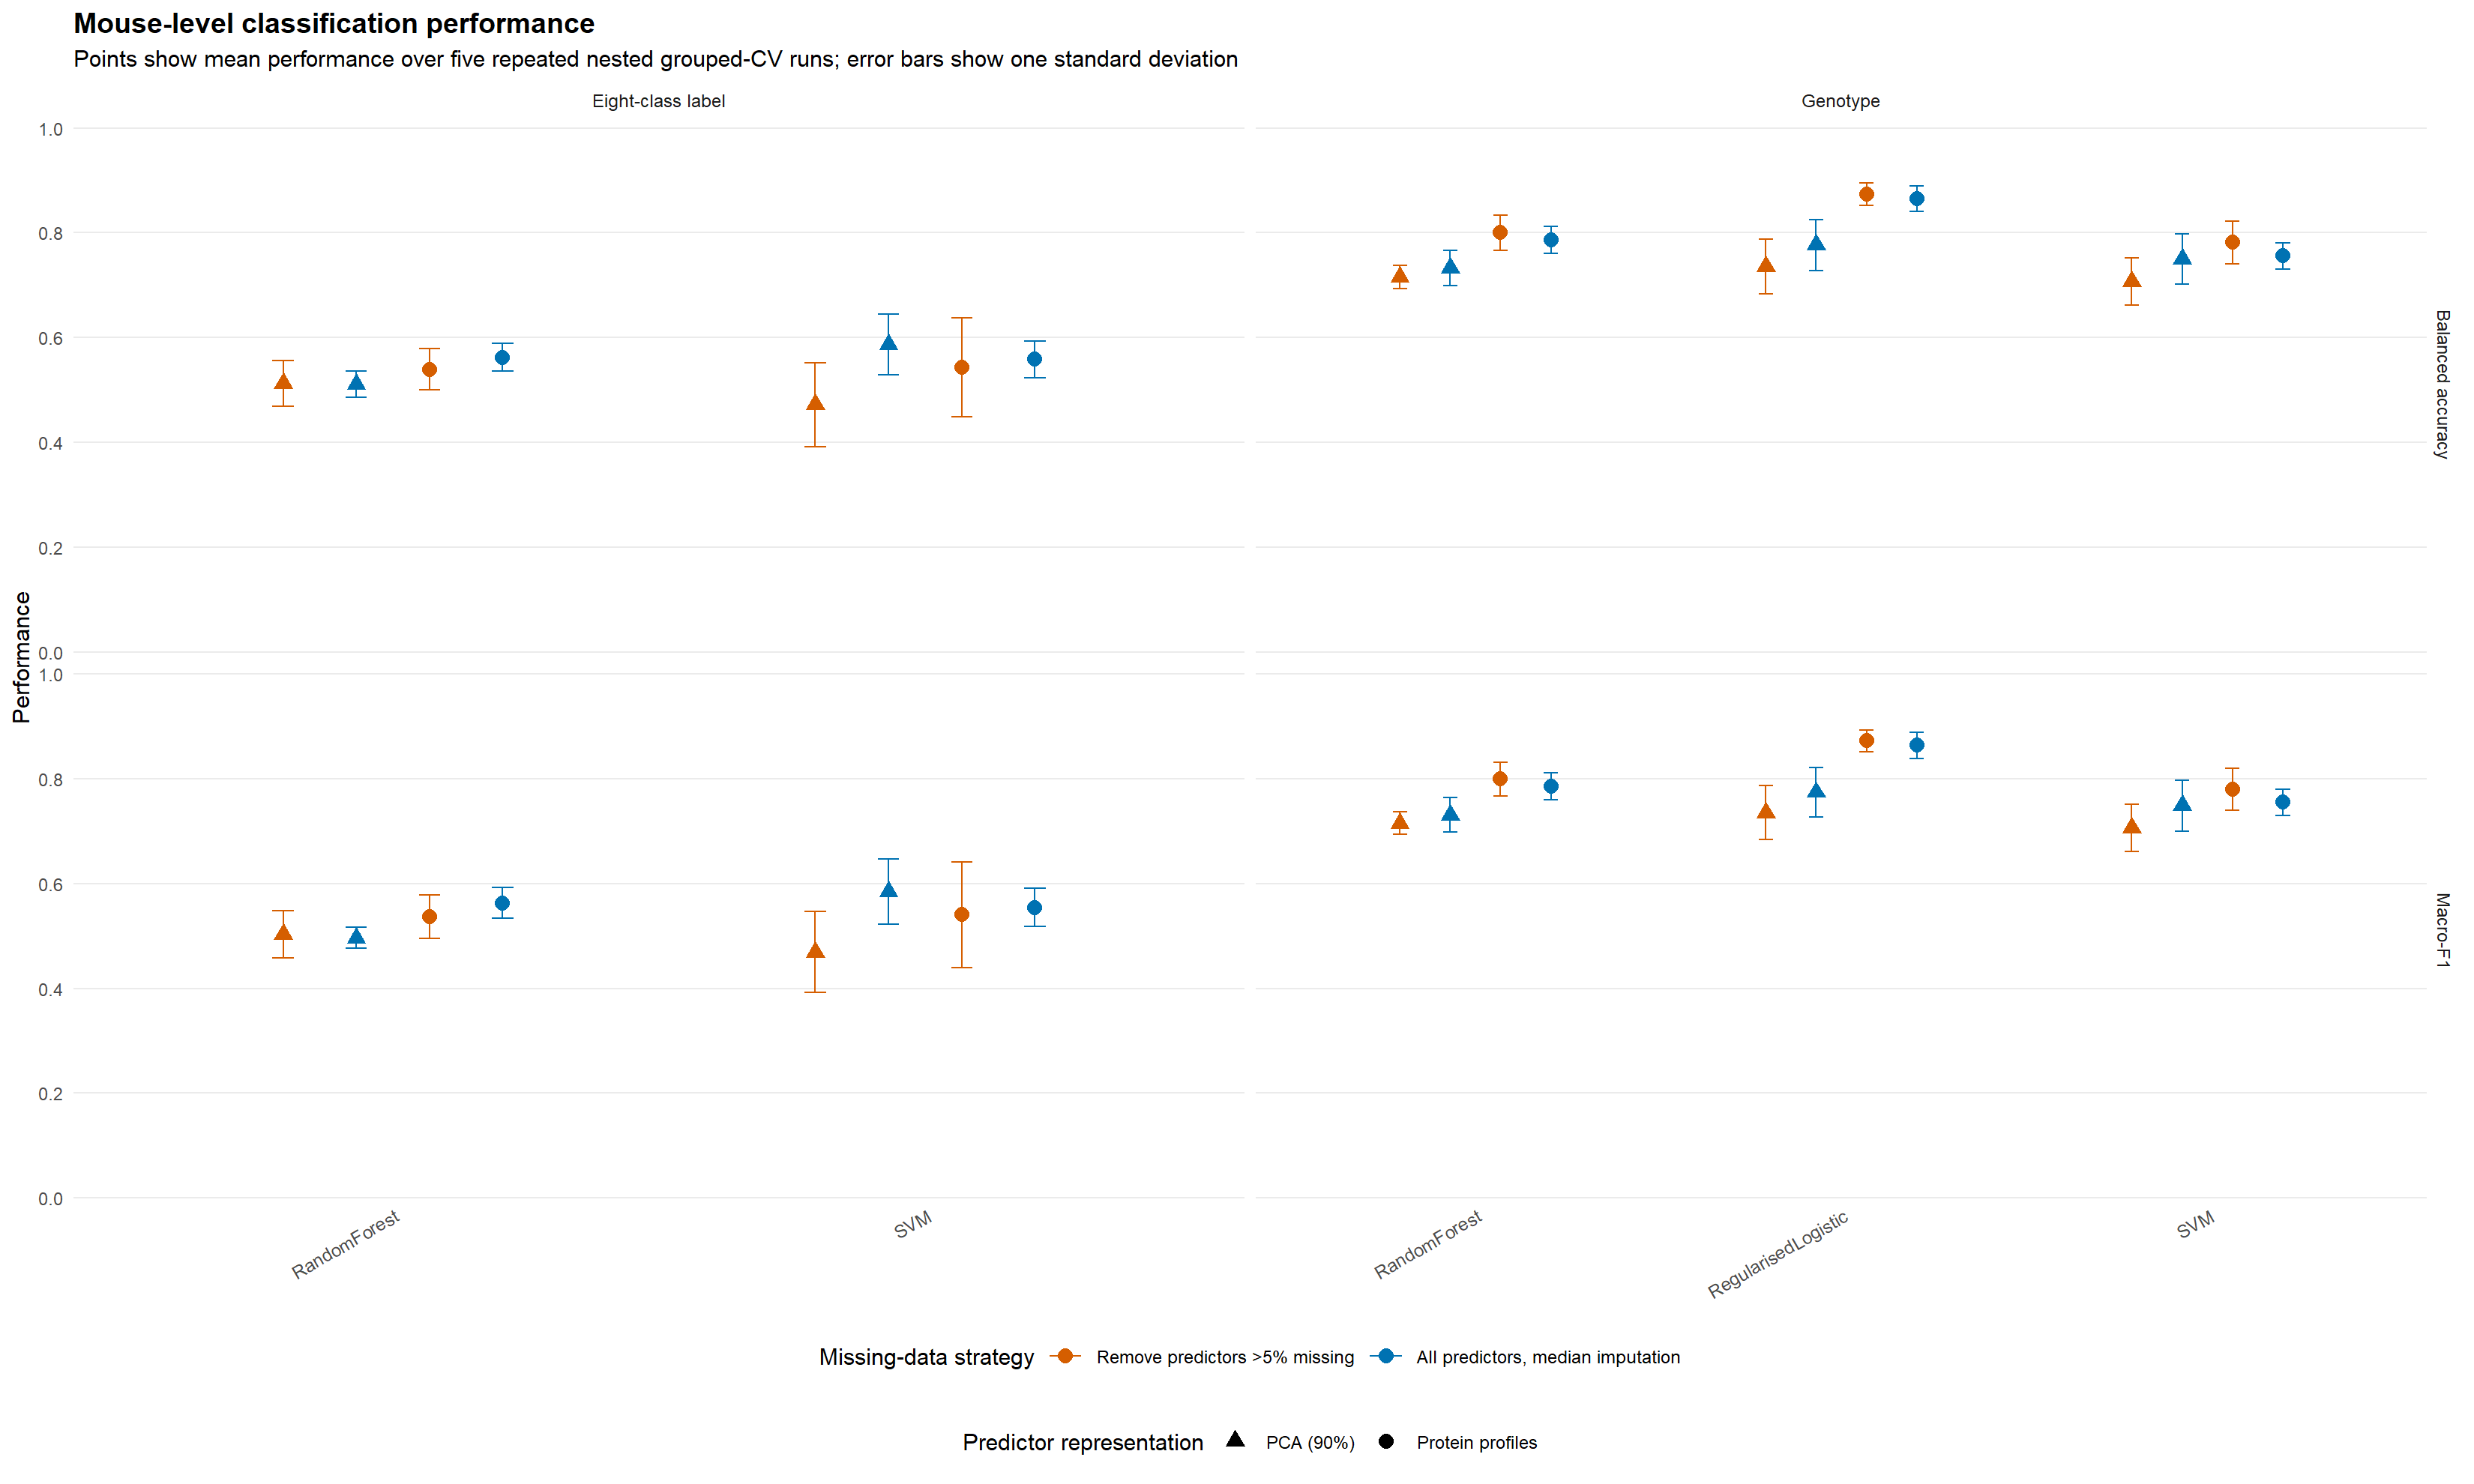 Mouse-level classification performance
Points show mean performance over five repeated nested grouped-CV runs; error bars show one standard deviation
Eight-class label
Genotype
1.0
0.8
0.6
0.4
0.2
0.0
Balanced accuracy
Performance
1.0
0.8
0.6
0.4
0.2
0.0
Macro-F1
RandomForest
SVM
RandomForest
RegularisedLogistic
SVM
Missing-data strategy
Remove predictors >5% missing
All predictors, median imputation
Predictor representation
PCA (90%)
Protein profiles